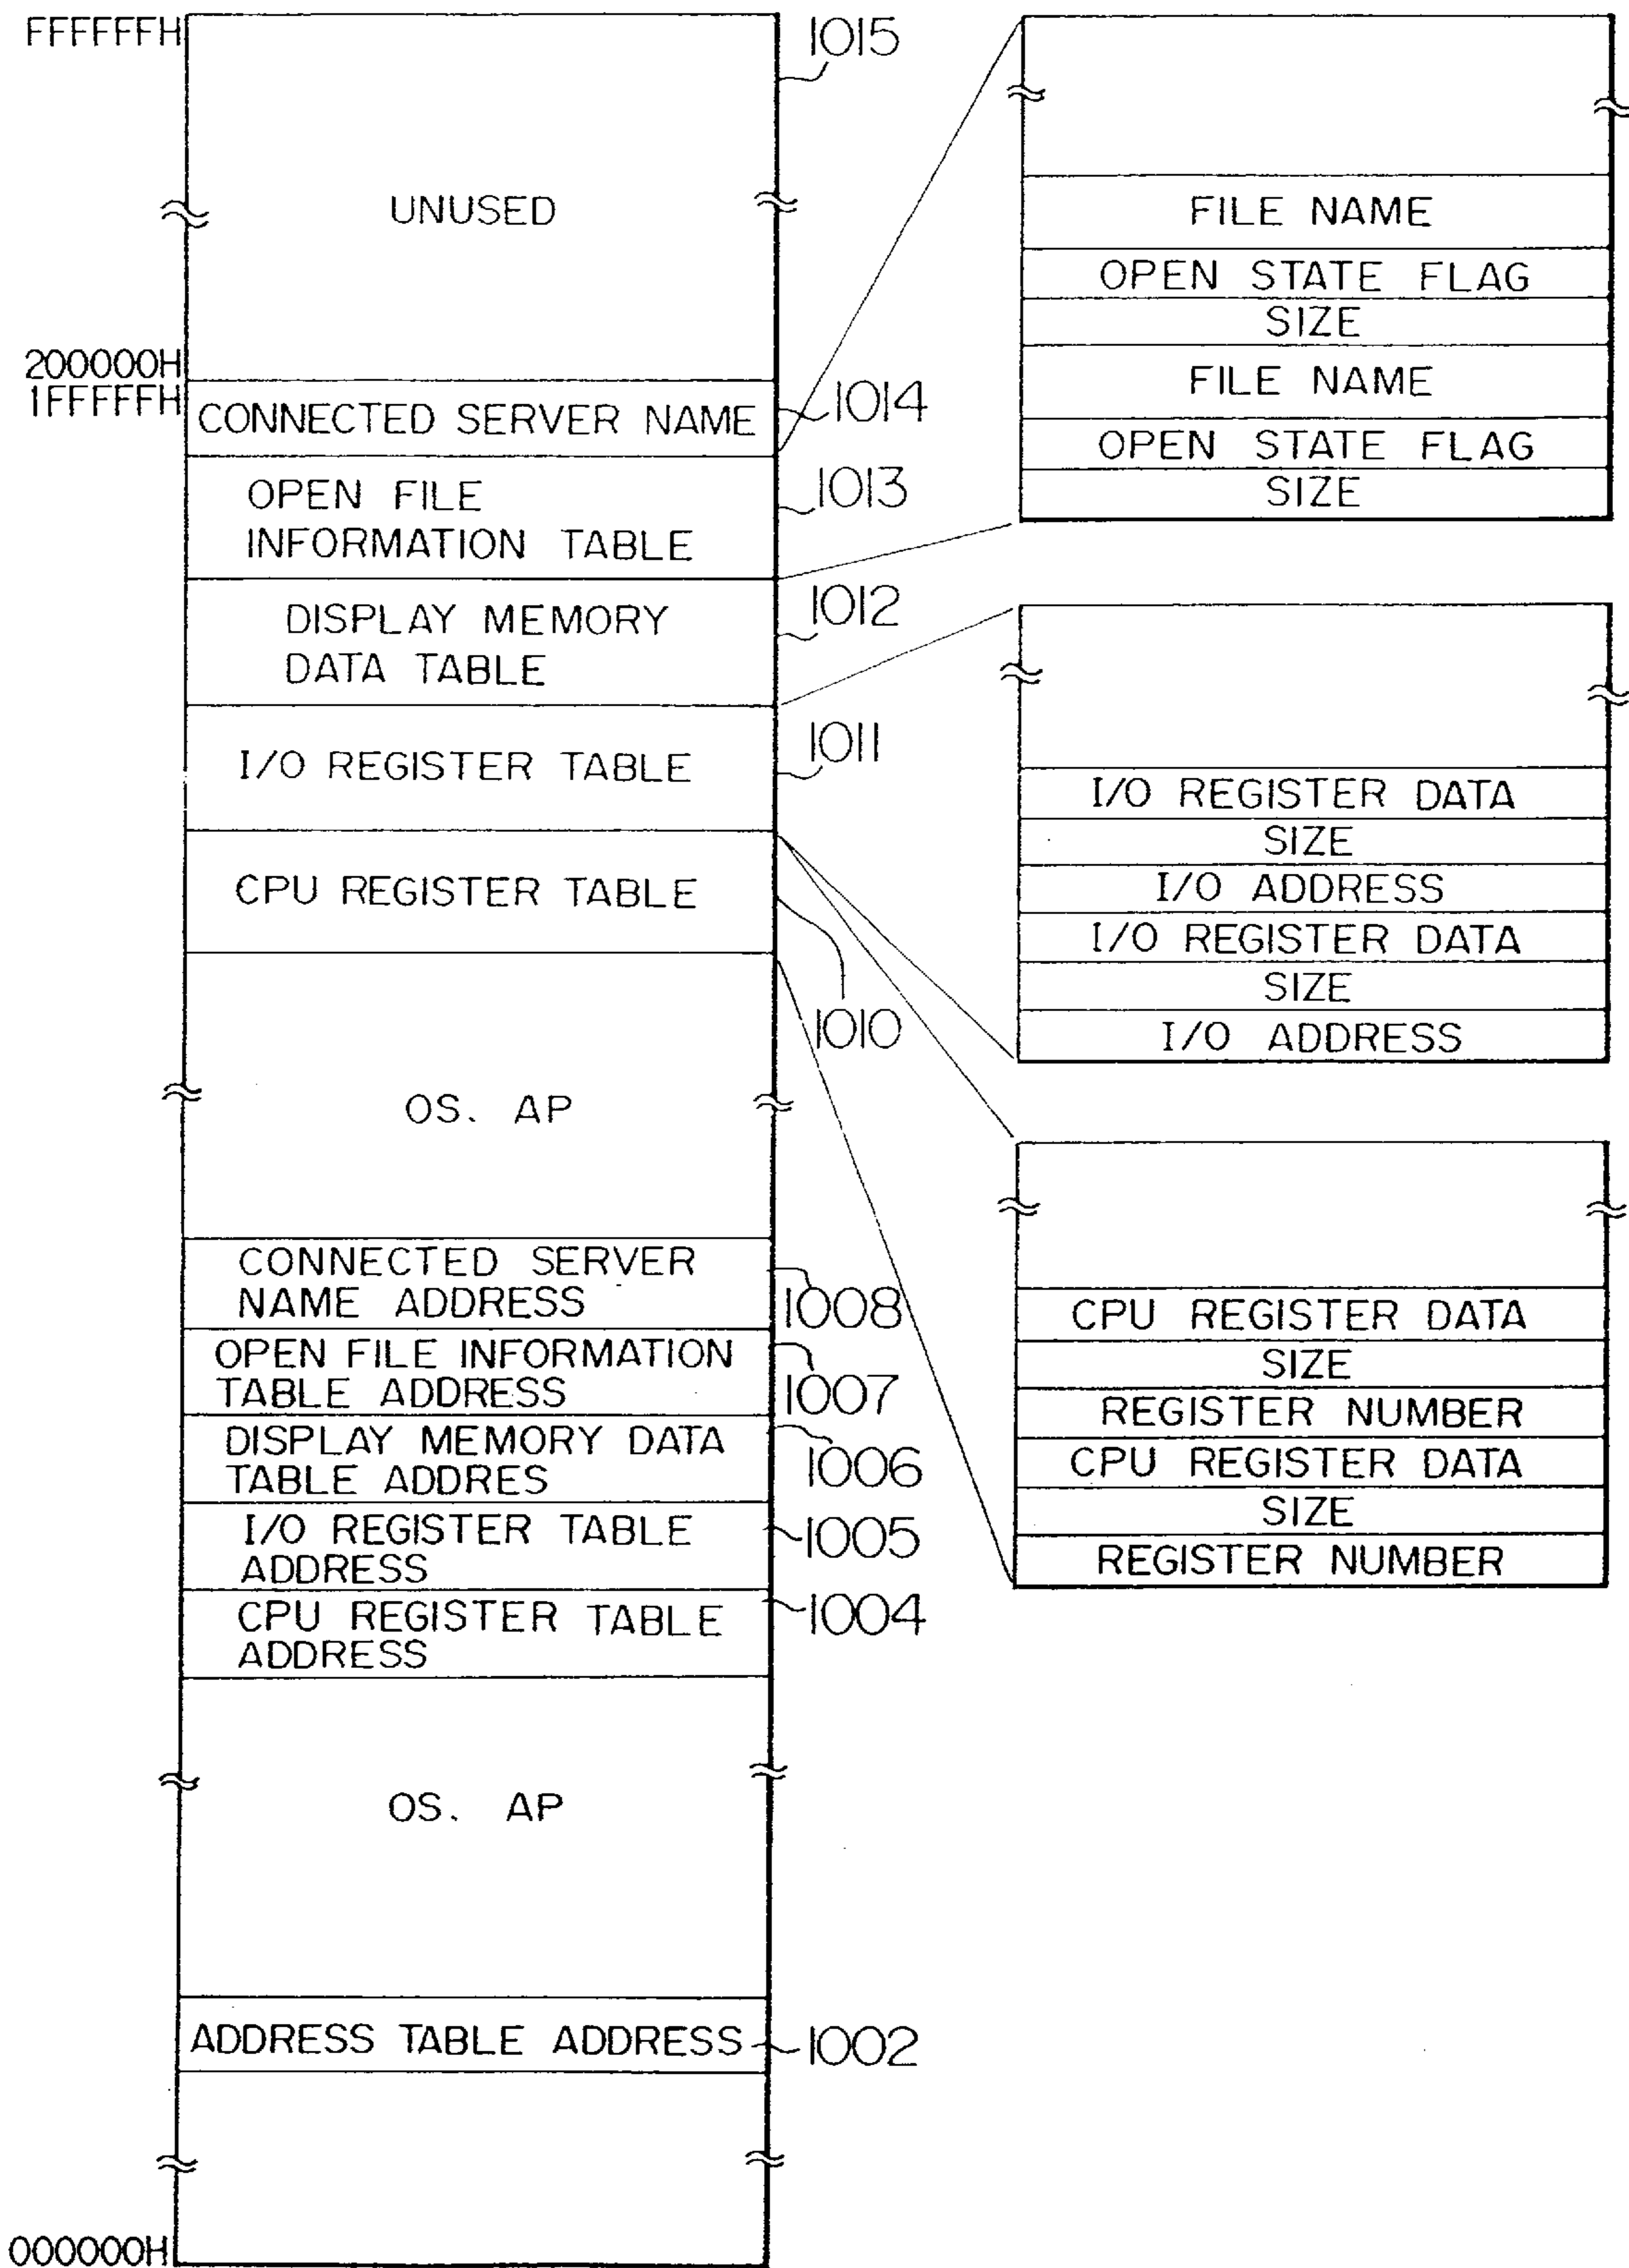 FFFFFFH
1015
UNUSED
200000H
1FFFFFH
CONNECTED SERVER NAME
1014
OPEN FILE
INFORMATION TABLE
1013
DISPLAY MEMORY
DATA TABLE
1012
I/O REGISTER TABLE
1011
CPU REGISTER TABLE
1010
OS. AP
CONNECTED SERVER
NAME ADDRESS
1008
OPEN FILE INFORMATION
TABLE ADDRESS
1007
DISPLAY MEMORY DATA
TABLE ADDRES
1006
I/O REGISTER TABLE
ADDRESS
1005
CPU REGISTER TABLE
ADDRESS
1004
OS. AP
ADDRESS TABLE ADDRESS
1002
000000H
FILE NAME
OPEN STATE FLAG
SIZE
FILE NAME
OPEN STATE FLAG
SIZE
I/O REGISTER DATA
SIZE
I/O ADDRESS
I/O REGISTER DATA
SIZE
I/O ADDRESS
CPU REGISTER DATA
SIZE
REGISTER NUMBER
CPU REGISTER DATA
SIZE
REGISTER NUMBER